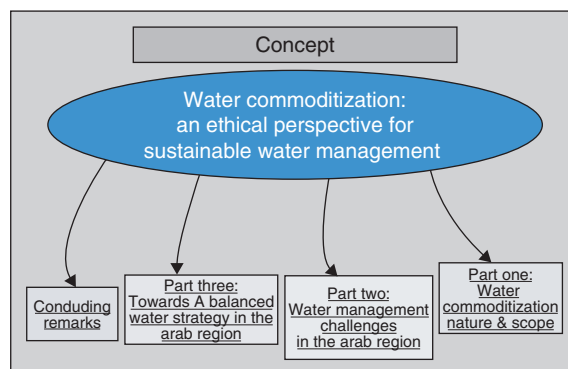 Concept
Water commoditization:
an ethical perspective for
sustainable water management
Conduding
remarks
Part three:
Towards A balanced
water strategy in the
arab region
Part two:
Water management
challenges
in the arab region
Part one:
Water
commoditization
nature & scope